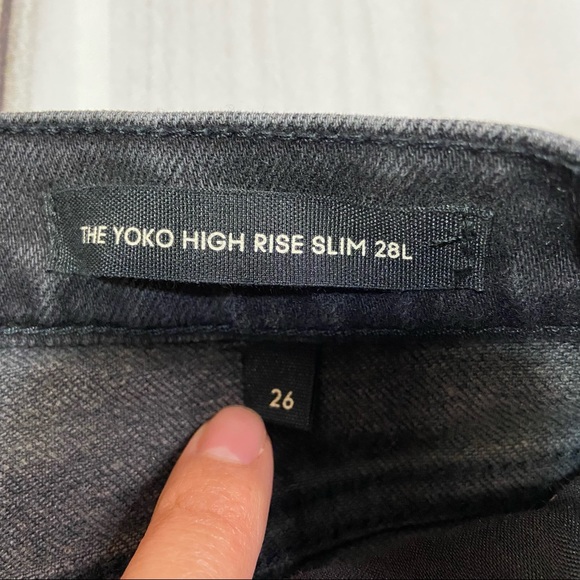 THE YOKO HIGH RISE SLIM 28L
26